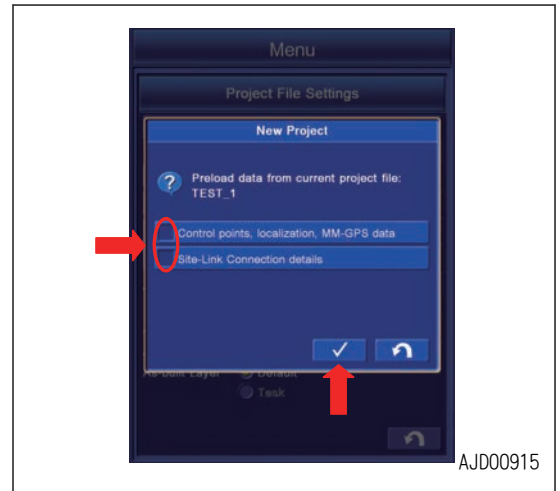 Menu
Project File Settings
New Project
Preload data from current project file:
TEST_1
Control points, localization, MM-GPS data
Site-Link Connection details
As-built Layer Default
Task
AJD00915